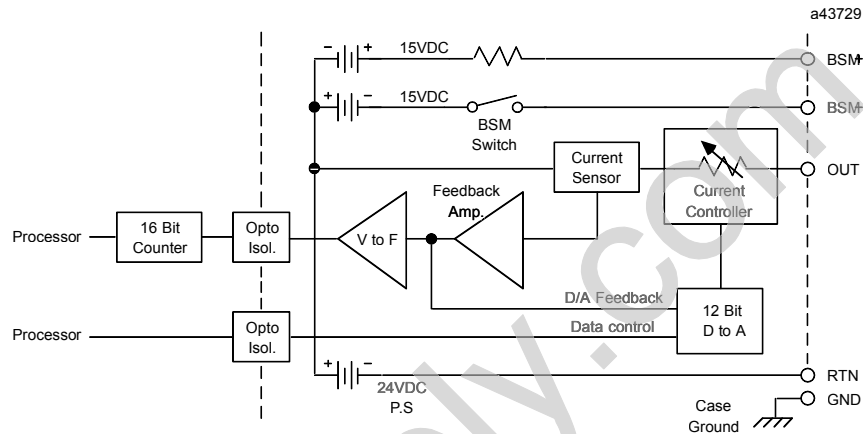 a43729
- + 15VDC BSM+
+ - 15VDC BSM
BSM
Switch
Current
Sensor
Current
Controller
OUT
Feedback
Amp.
Processor
16 Bit
Counter
Opto
Isol.
V to F
D/A Feedback
12 Bit
D to A
Processor
Opto
Isol.
Data control
+ - RTN
24VDC
P.S
GND
Case
Ground